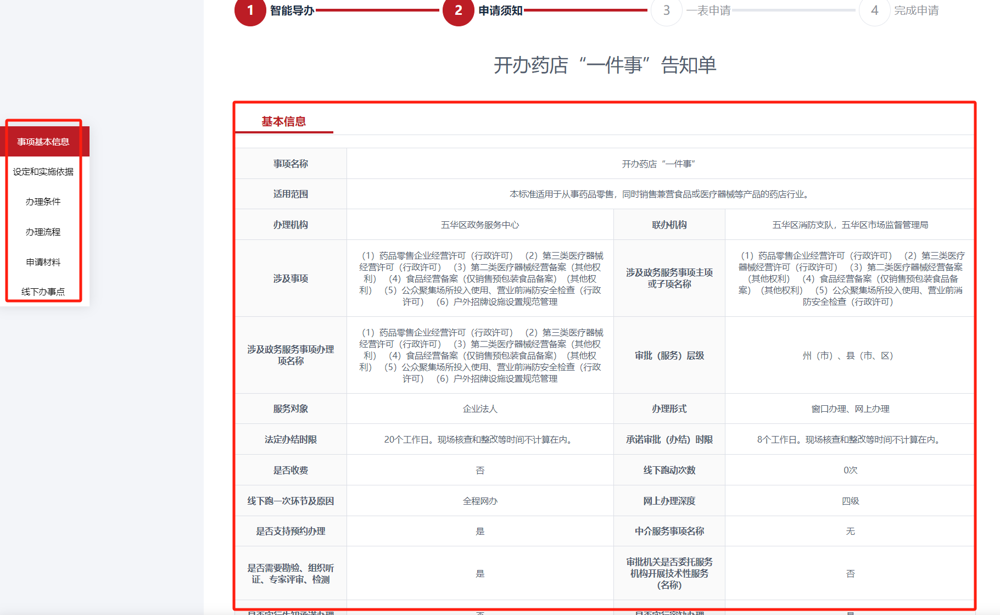 1 智能导办 2 申请须知 3 一表申请 4 完成申请
开办药店“一件事”告知单
事项基本信息
设定和实施依据
办理条件
办理流程
申请材料
线下办事点
基本信息
事项名称
开办药店“一件事”
适用范围
本标准适用于从事药品零售，同时销售兼营食品或医疗器械等产品的药店行业。
办理机构
五华区政务服务中心
联办机构
五华区消防支队，五华区市场监督管理局
涉及事项
（1）药品零售企业经营许可（行政许可） （2）第三类医疗器械
经营许可（行政许可） （3）第二类医疗器械经营备案（其他权
利） （4）食品经营备案（仅销售预包装食品备案）（其他权
利） （5）公众聚集场所投入使用、营业前消防安全检查（行政
许可） （6）户外招牌设施设置规范管理
涉及政务服务事项主项
或子项名称
（1）药品零售企业经营许可（行政许可） （2）第三类医疗
器械经营许可（行政许可） （3）第二类医疗器械经营备案
（其他权利） （4）食品经营备案（仅销售预包装食品备
案）（其他权利） （5）公众聚集场所投入使用、营业前消
防安全检查（行政许可）
涉及政务服务事项办理
项名称
（1）药品零售企业经营许可（行政许可） （2）第三类医疗器械
经营许可（行政许可） （3）第二类医疗器械经营备案（其他权
利） （4）食品经营备案（仅销售预包装食品备案）（其他权
利） （5）公众聚集场所投入使用、营业前消防安全检查（行政
许可） （6）户外招牌设施设置规范管理
审批（服务）层级
州（市）、县（市、区）
服务对象
企业法人
办理形式
窗口办理、网上办理
法定办结时限
20个工作日。现场核查和整改等时间不计算在内。
承诺审批（办结）时限
8个工作日。现场核查和整改等时间不计算在内。
是否收费
否
线下跑动次数
0次
线下跑一次环节及原因
全程网办
网上办理深度
四级
是否支持预约办理
是
中介服务事项名称
无
是否需要勘验、组织听
证、专家评审、检测
是
审批机关是否委托服务
机构开展技术性服务
（名称）
否
是否实行告知承诺办理
否
是否实行容缺办理
是